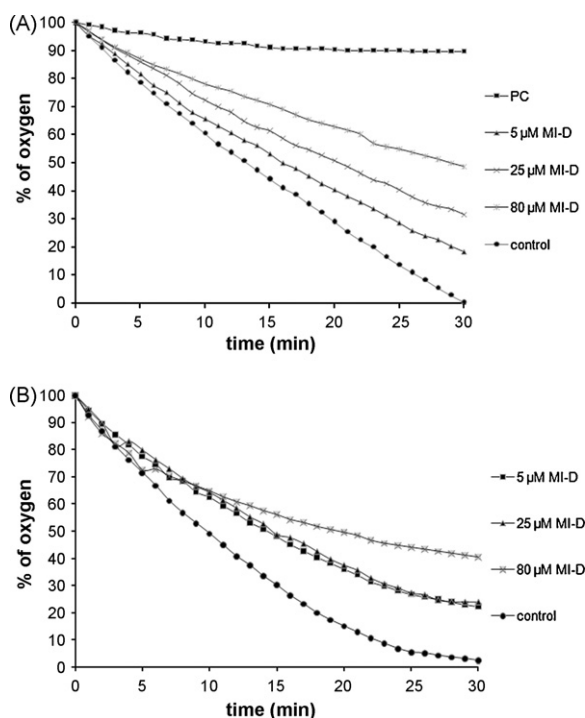 (A)
% of oxygen
100
90
80
70
60
50
40
30
20
10
0
0 5 10 15 20 25 30
time (min)
PC
5 µM MI-D
25 µM MI-D
80 µM MI-D
control
(B)
% of oxygen
100
90
80
70
60
50
40
30
20
10
0
0 5 10 15 20 25 30
time (min)
5 µM MI-D
25 µM MI-D
80 µM MI-D
control